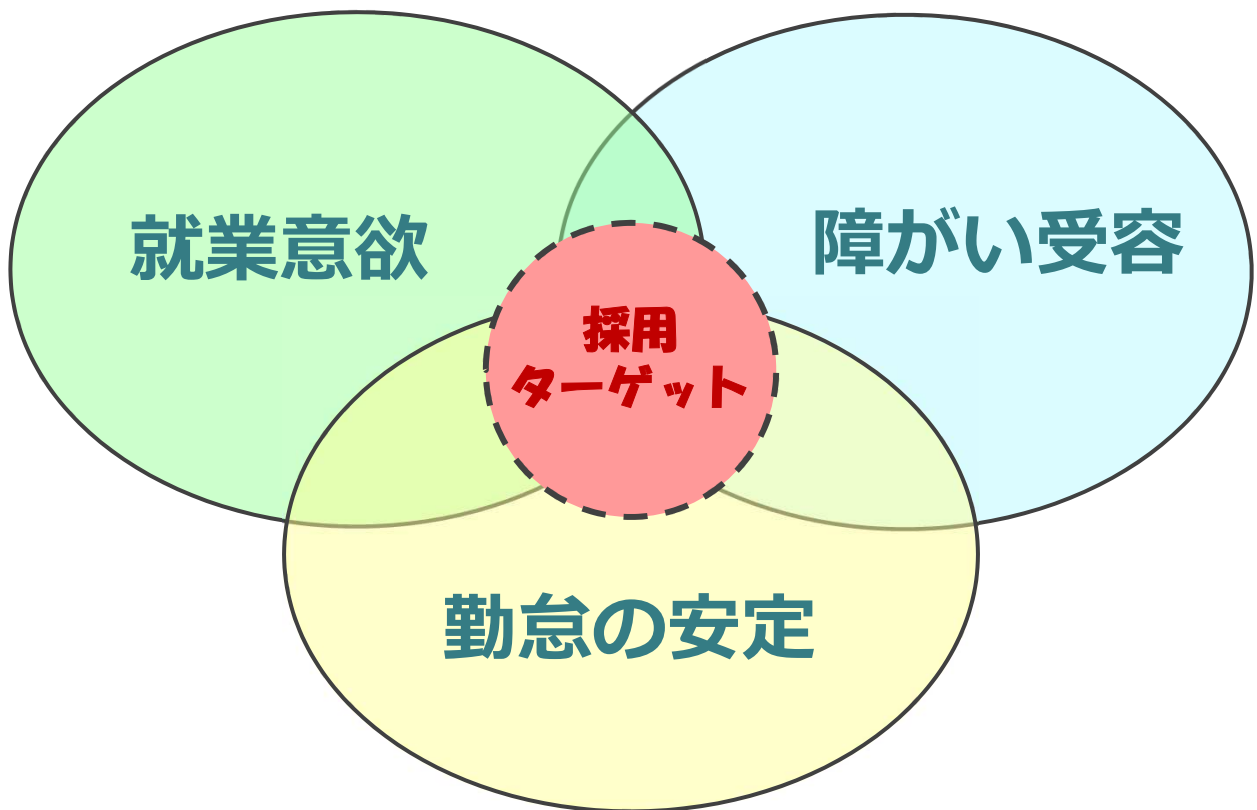 就業意欲
障がい受容
採用
ターゲット
勤怠の安定